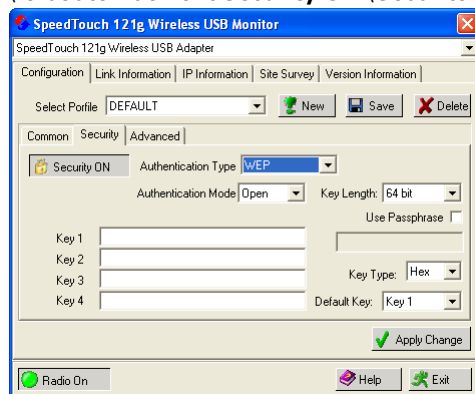 SpeedTouch 121g Wireless USB Monitor
SpeedTouch 121g Wireless USB Adapter
Configuration Link Information IP Information Site Survey Version Information
Select Porfile DEFAULT New Save Delete
Common Security Advanced
Security ON Authentication Type WEP
Authentication Mode Open Key Length: 64 bit
Use Passphrase
Key 1
Key 2
Key 3 Key Type: Hex
Key 4 Default Key: Key 1
Apply Change
Radio On Help Exit